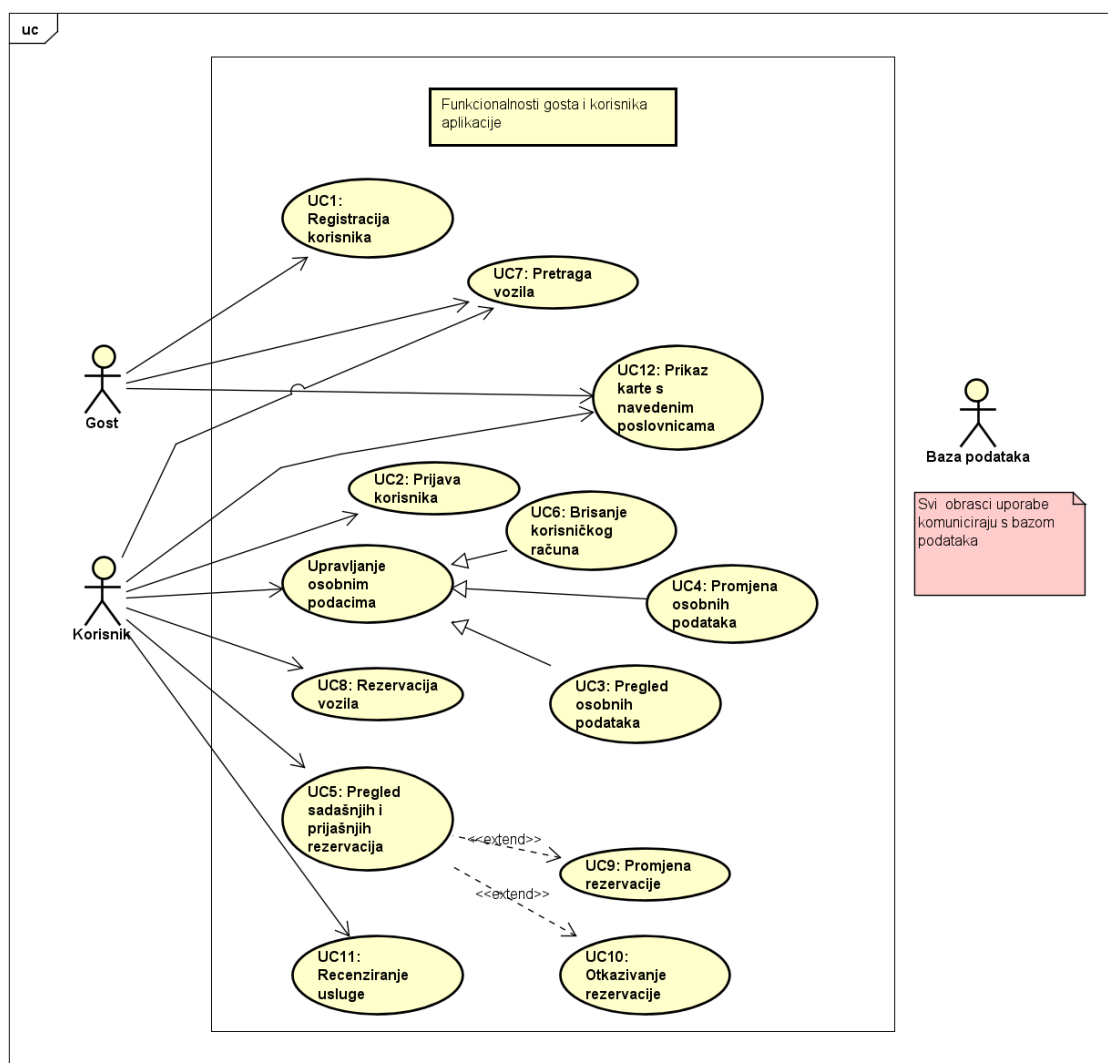 uc
Funkcionalnosti gosta i korisnika
aplikacije
UC1:
Registracija
korisnika
UC7: Pretraga
vozila
UC12: Prikaz
karte s
navedenim
poslovnicama
Gost
Baza podataka
Svi obrasci uporabe
komuniciraju s bazom
podataka
UC2: Prijava
korisnika
UC6: Brisanje
korisničkog
računa
Upravljanje
osobnim
podacima
UC4: Promjena
osobnih
podataka
Korisnik
UC8: Rezervacija
vozila
UC3: Pregled
osobnih
podataka
UC5: Pregled
sadašnjih i
prijašnjih
rezervacija
<<extend>>
UC9: Promjena
rezervacije
<<extend>>
UC11:
Recenziranje
usluge
UC10:
Otkazivanje
rezervacije